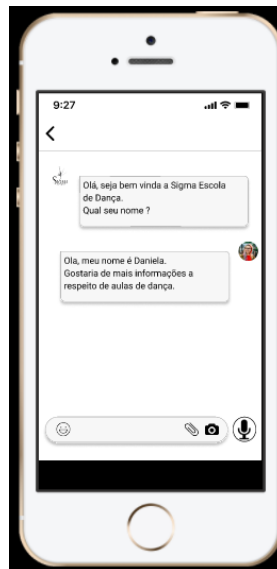 9:27
Olá, seja bem vinda a Sigma Escola
de Dança.
Qual seu nome ?
Ola, meu nome é Daniela.
Gostaria de mais informações a
respeito de aulas de dança.